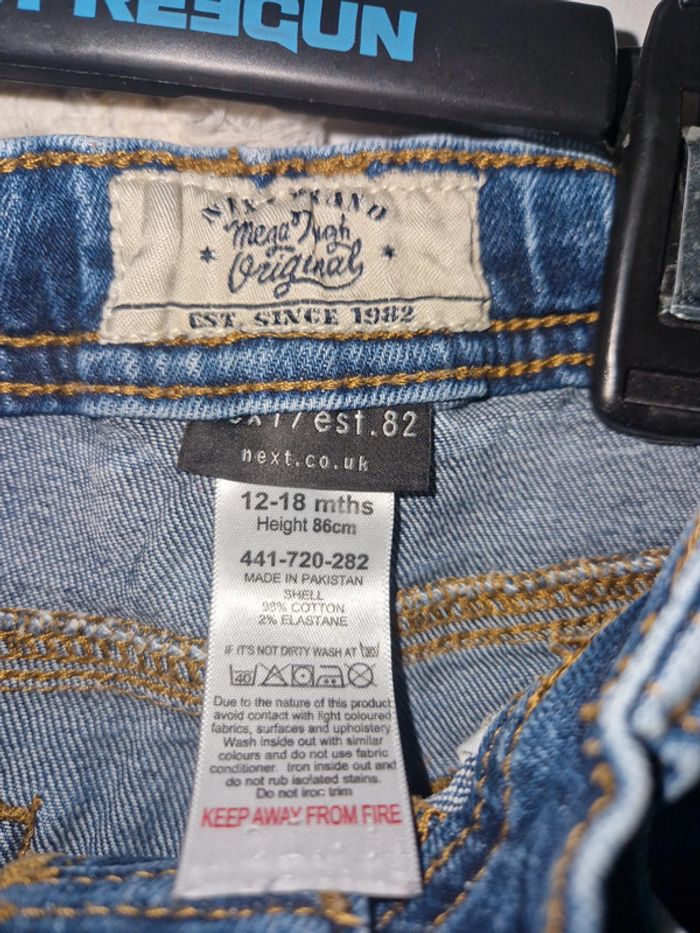 FREEGUN
Mega High
Original
EST. SINCE 1982
est.82
next.co.uk
12-18 mths
Height 86cm
441-720-282
MADE IN PAKISTAN
SHELL
98% COTTON
2% ELASTANE
IF IT'S NOT DIRTY WASH AT 30
40
Due to the nature of this product
avoid contact with light coloured
fabrics, surfaces and upholstery
Wash inside out with similar
colours and do not use fabric
conditioner. Iron inside out and
do not rub isolated stains.
Do not iron trim
KEEP AWAY FROM FIRE